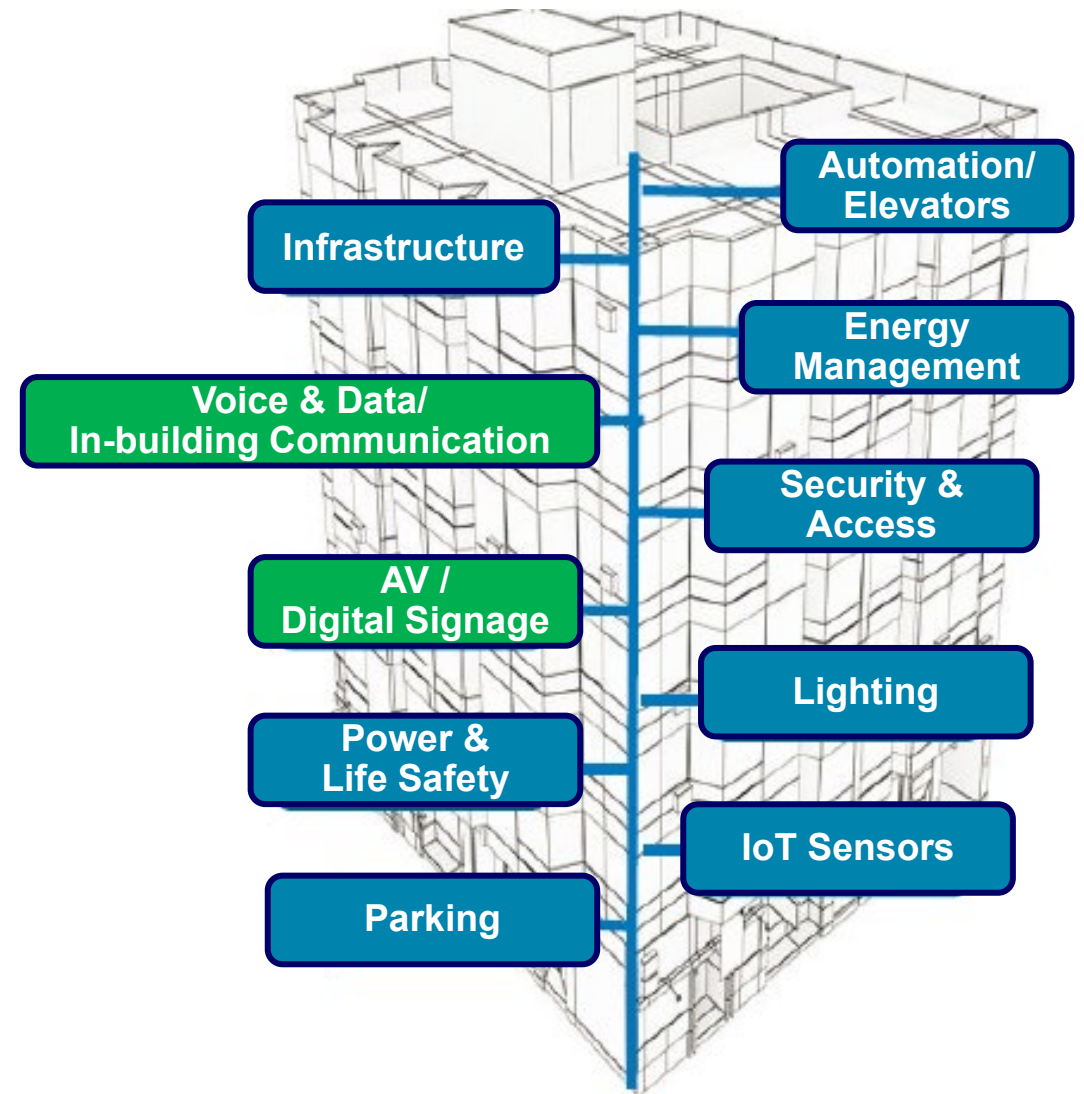 Automation/
Elevators
Infrastructure
Energy
Management
Voice & Data/
In-building Communication
Security &
Access
AV /
Digital Signage
Lighting
Power &
Life Safety
IoT Sensors
Parking